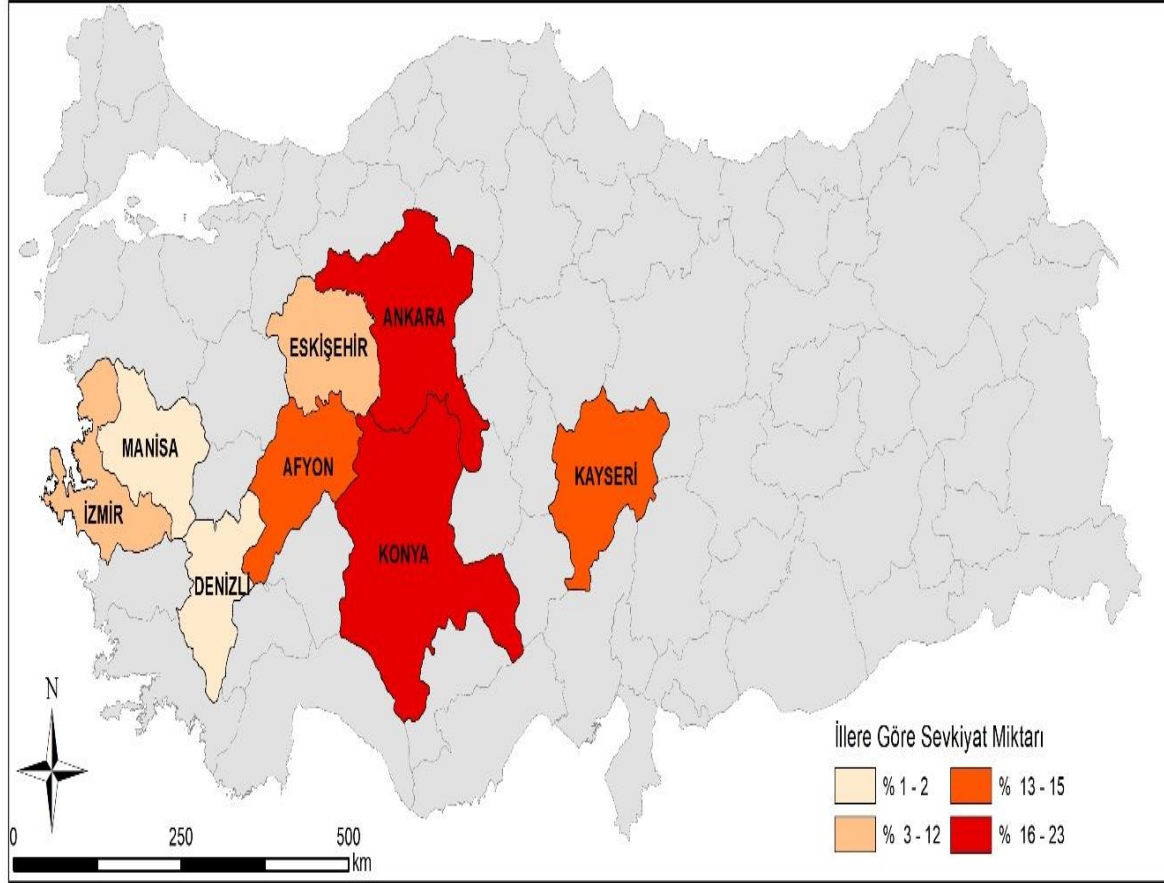 ANKARA
ESKİŞEHİR
MANİSA
AFYON
KAYSERİ
İZMİR
KONYA
DENİZLİ
N
İllere Göre Sevkiyat Miktarı
% 1 - 2
% 13 - 15
% 3 - 12
% 16 - 23
0 250 500
km